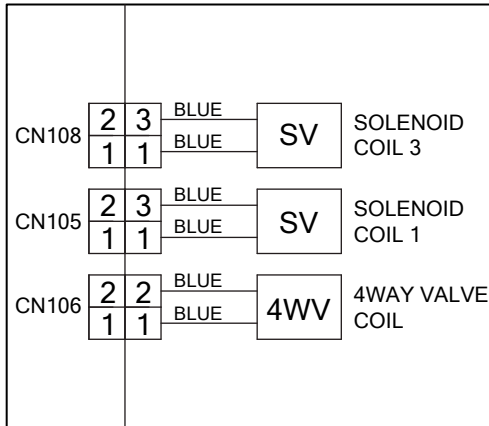 BLUE
CN108 2 3 SV SOLENOID
1 1 BLUE COIL 3
BLUE
CN105 2 3 SV SOLENOID
1 1 BLUE COIL 1
BLUE
CN106 2 2 4WV 4WAY VALVE
1 1 BLUE COIL